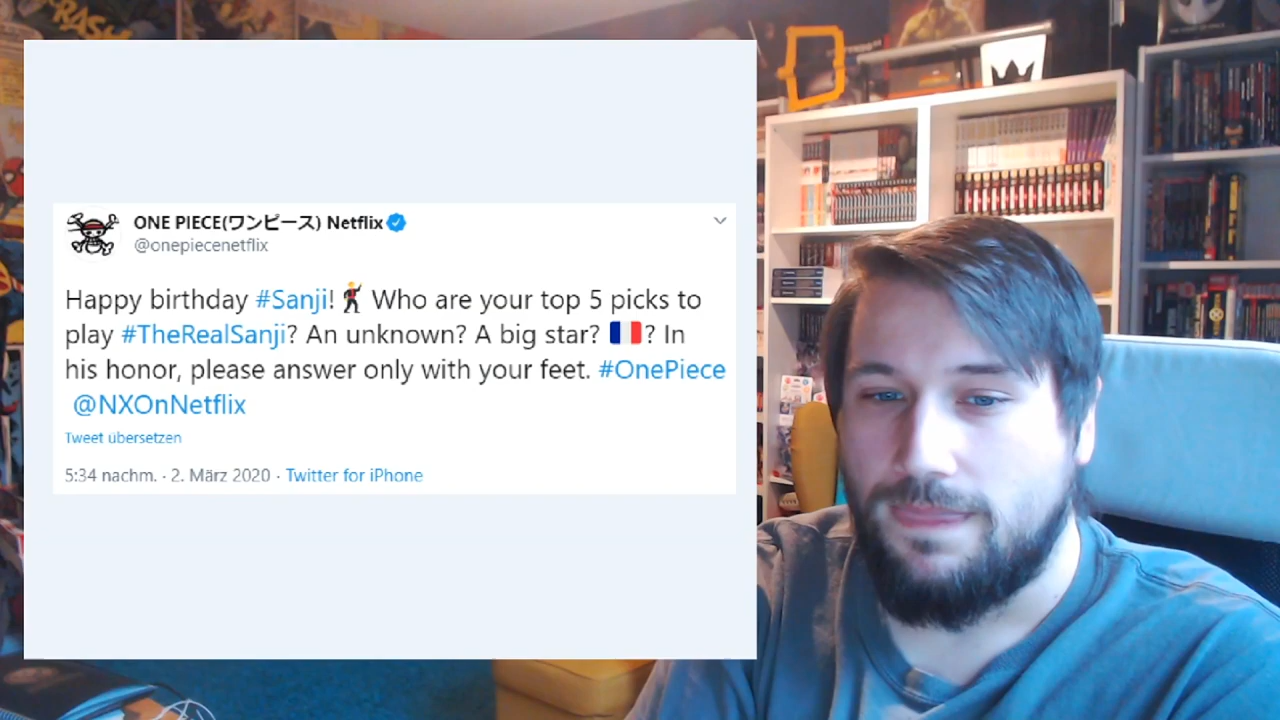 RASH
ONE PIECE(ワンピース) Netflix
@onepiecenetflix
Happy birthday #Sanji!🕺 Who are your top 5 picks to
play #TheRealSanji? An unknown? A big star? 🇫🇷? In
his honor, please answer only with your feet. #OnePiece
@NXOnNetflix
Tweet übersetzen
5:34 nachm. · 2. März 2020 · Twitter for iPhone